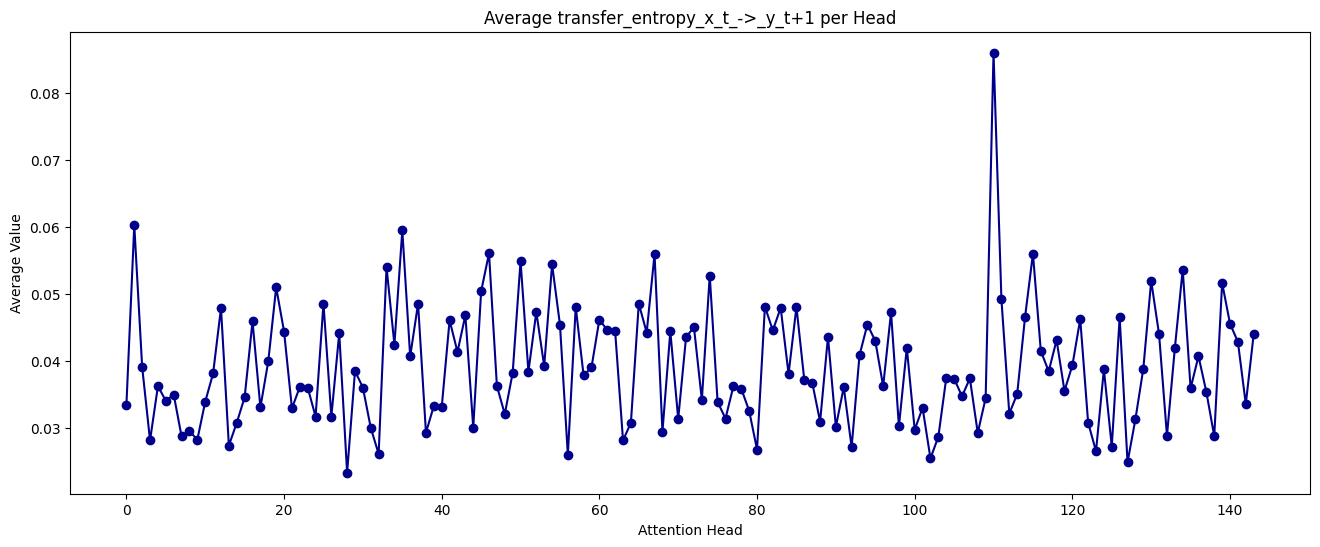 Average transfer_entropy_x_t_->_y_t+1 per Head
Average Value
0.08
0.07
0.06
0.05
0.04
0.03
0 20 40 60 80 100 120 140
Attention Head